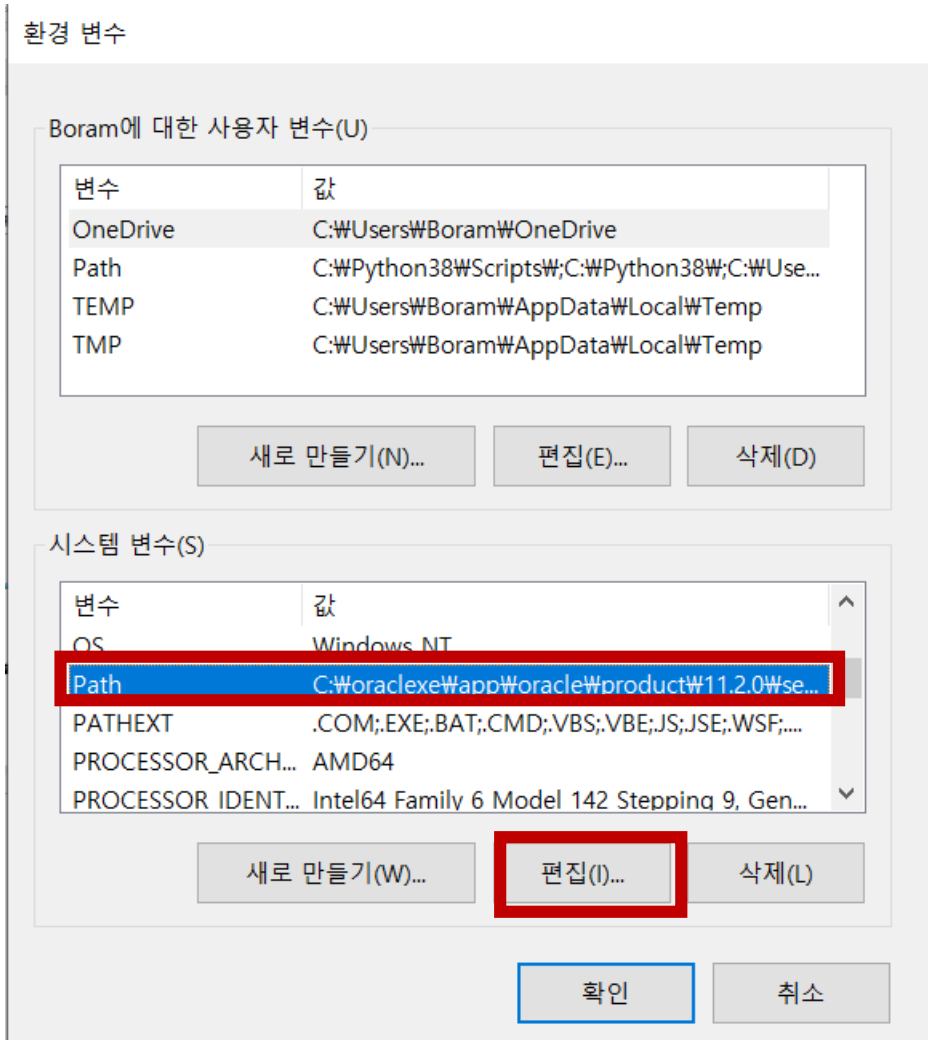 환경 변수
Boram에 대한 사용자 변수(U)
변수 값
OneDrive C:₩Users₩Boram₩OneDrive
Path C:₩Python38₩Scripts₩;C:₩Python38₩;C:₩Use...
TEMP C:₩Users₩Boram₩AppData₩Local₩Temp
TMP C:₩Users₩Boram₩AppData₩Local₩Temp
새로 만들기(N)... 편집(E)... 삭제(D)
시스템 변수(S)
변수 값
OS Windows_NT
Path C:₩oraclexe₩app₩oracle₩product₩11.2.0₩se...
PATHEXT .COM;.EXE;.BAT;.CMD;.VBS;.VBE;.JS;.JSE;.WSF;....
PROCESSOR_ARCH... AMD64
PROCESSOR_IDENT... Intel64 Family 6 Model 142 Stepping 9, Gen...
새로 만들기(W)... 편집(I)... 삭제(L)
확인 취소